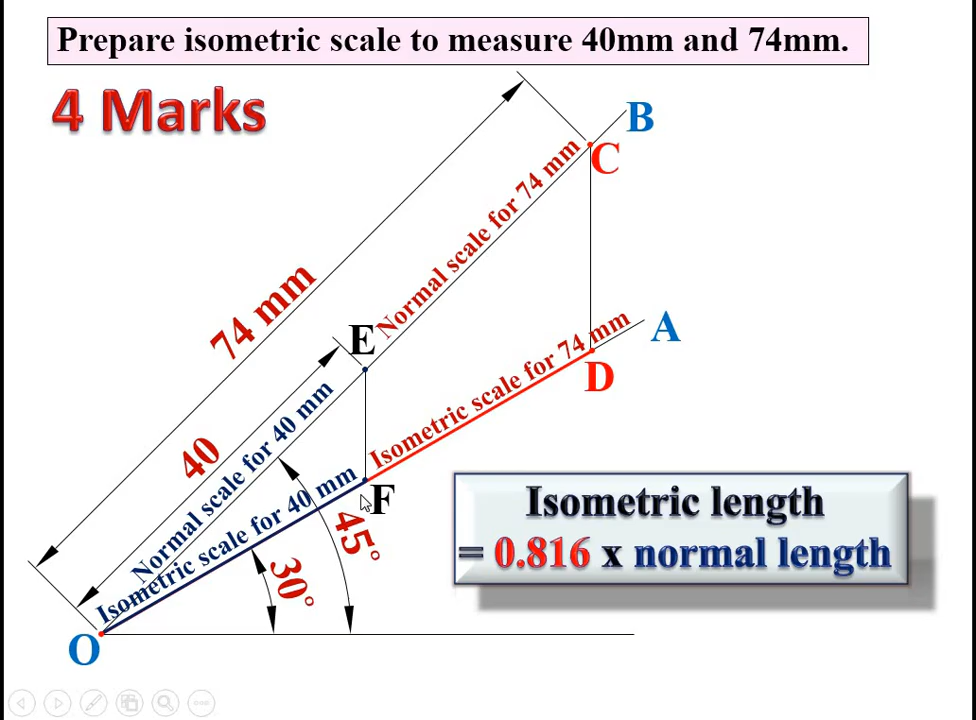 Prepare isometric scale to measure 40mm and 74mm.
4 Marks
B
C
Normal scale for 74 mm
74 mm
E
A
Isometric scale for 74 mm
D
40
Normal scale for 40 mm
Isometric scale for 40 mm
F
45°
30°
O
Isometric length
= 0.816 x normal length